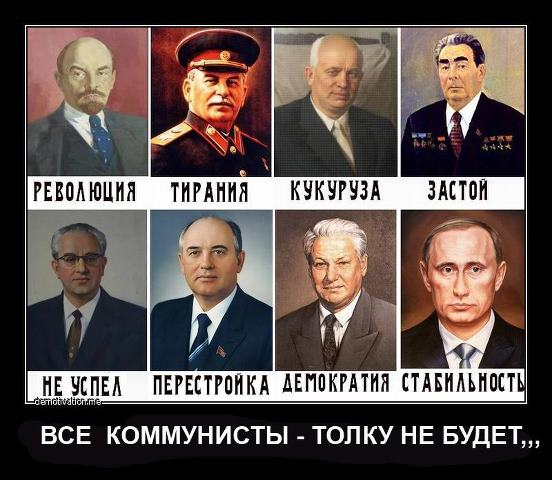 РЕВОЛЮЦИЯ ТИРАНИЯ КУКУРУЗА ЗАСТОЙ
НЕ УСПЕЛ ПЕРЕСТРОЙКА ДЕМОКРАТИЯ СТАБИЛЬНОСТЬ
demotivation.me
ВСЕ КОММУНИСТЫ - ТОЛКУ НЕ БУДЕТ,,,